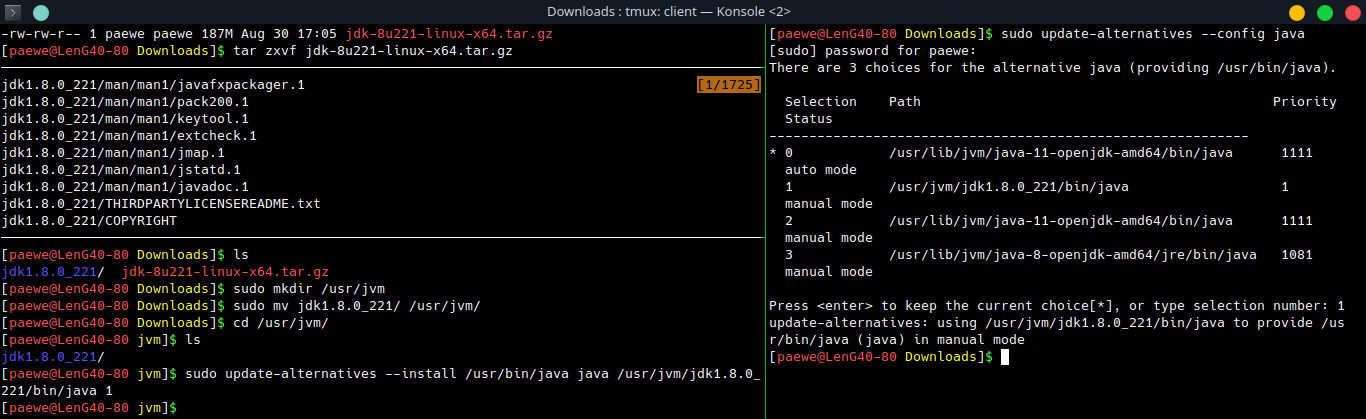 Downloads : tmux: client — Konsole <2>
-rw-rw-r-- 1 paewe paewe 187M Aug 30 17:05 jdk-8u221-linux-x64.tar.gz
[paewe@LenG40-80 Downloads]$ tar zxvf jdk-8u221-linux-x64.tar.gz
jdk1.8.0_221/man/man1/javafxpackager.1 [1/1725]
jdk1.8.0_221/man/man1/pack200.1
jdk1.8.0_221/man/man1/keytool.1
jdk1.8.0_221/man/man1/extcheck.1
jdk1.8.0_221/man/man1/jmap.1
jdk1.8.0_221/man/man1/jstatd.1
jdk1.8.0_221/man/man1/javadoc.1
jdk1.8.0_221/THIRDPARTYLICENSEREADME.txt
jdk1.8.0_221/COPYRIGHT
[paewe@LenG40-80 Downloads]$ ls
jdk1.8.0_221/  jdk-8u221-linux-x64.tar.gz
[paewe@LenG40-80 Downloads]$ sudo mkdir /usr/jvm
[paewe@LenG40-80 Downloads]$ sudo mv jdk1.8.0_221/ /usr/jvm/
[paewe@LenG40-80 Downloads]$ cd /usr/jvm/
[paewe@LenG40-80 jvm]$ ls
jdk1.8.0_221/
[paewe@LenG40-80 jvm]$ sudo update-alternatives --install /usr/bin/java java /usr/jvm/jdk1.8.0_
221/bin/java 1
[paewe@LenG40-80 jvm]$
[paewe@LenG40-80 Downloads]$ sudo update-alternatives --config java
[sudo] password for paewe:
There are 3 choices for the alternative java (providing /usr/bin/java).
Selection    Path    Priority
Status
------------------------------------------------------------
* 0    /usr/lib/jvm/java-11-openjdk-amd64/bin/java    1111
auto mode
1    /usr/jvm/jdk1.8.0_221/bin/java    1
manual mode
2    /usr/lib/jvm/java-11-openjdk-amd64/bin/java    1111
manual mode
3    /usr/lib/jvm/java-8-openjdk-amd64/jre/bin/java    1081
manual mode
Press <enter> to keep the current choice[*], or type selection number: 1
update-alternatives: using /usr/jvm/jdk1.8.0_221/bin/java to provide /us
r/bin/java (java) in manual mode
[paewe@LenG40-80 Downloads]$